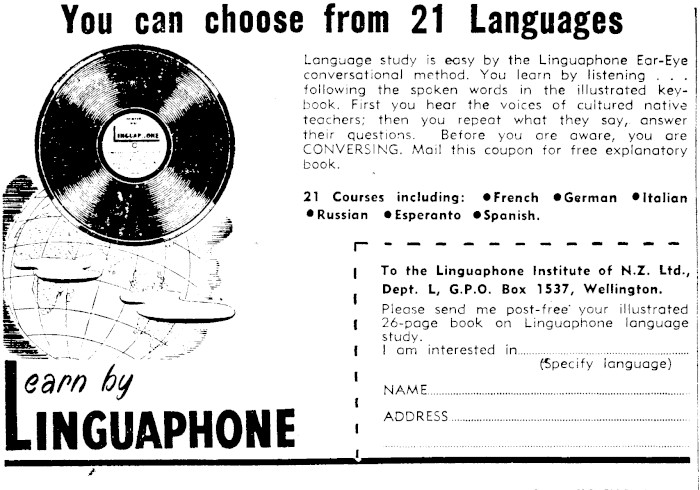 You can choose from 21 Languages
LINGUAPHONE
Language study is easy by the Linguaphone Ear-Eye
conversational method. You learn by listening . . .
following the spoken words in the illustrated key-
book. First you hear the voices of cultured native
teachers; then you repeat what they say, answer
their questions. Before you are aware, you are
CONVERSING. Mail this coupon for free explanatory
book.
21 Courses including: ●French ●German ●Italian
●Russian ●Esperanto ●Spanish.
To the Linguaphone Institute of N.Z. Ltd.,
Dept. L, G.P.O. Box 1537, Wellington.
Please send me post-free your illustrated
26-page book on Linguaphone language
study.
I am interested in
(Specify language)
NAME
ADDRESS
Learn by
LINGUAPHONE